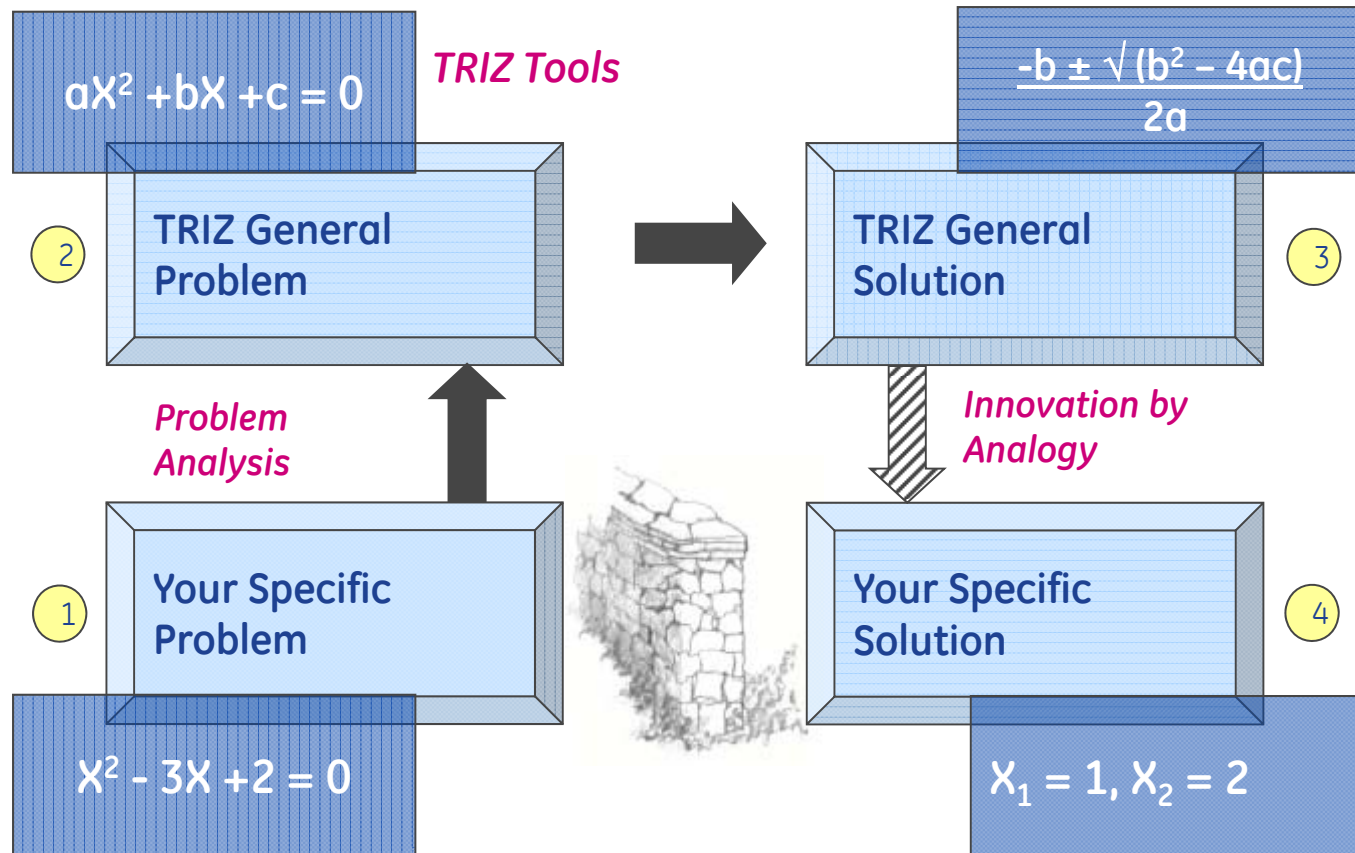 aX² +bX +c = 0
TRIZ Tools
-b ± √ (b² – 4ac)
2a
2
TRIZ General
Problem
TRIZ General
Solution
3
Problem
Analysis
Innovation by
Analogy
1
Your Specific
Problem
Your Specific
Solution
4
X² - 3X +2 = 0
X₁ = 1, X₂ = 2